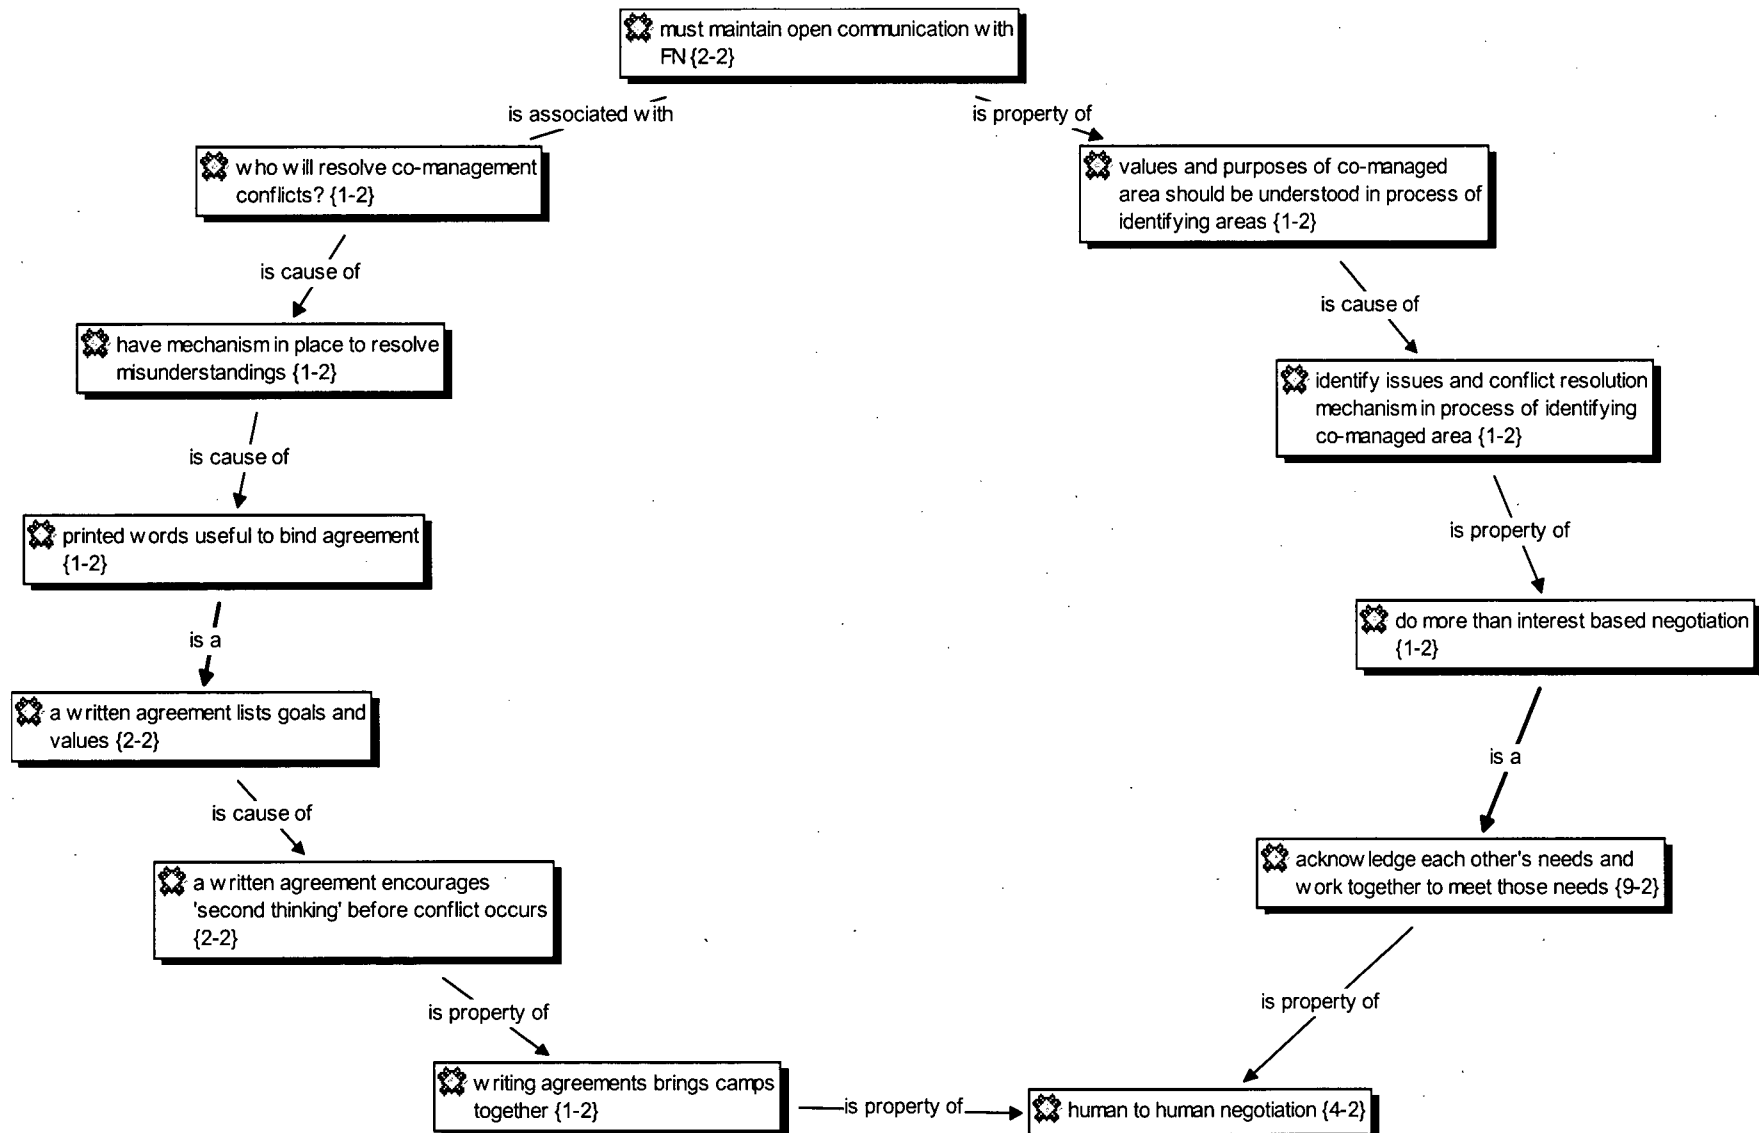 must maintain open communication with
FN {2-2}
is associated with
is property of
who will resolve co-management
conflicts? {1-2}
values and purposes of co-managed
area should be understood in process of
identifying areas {1-2}
is cause of
is cause of
have mechanism in place to resolve
misunderstandings {1-2}
identify issues and conflict resolution
mechanism in process of identifying
co-managed area {1-2}
is cause of
is property of
printed words useful to bind agreement
{1-2}
do more than interest based negotiation
{1-2}
is a
a written agreement lists goals and
values {2-2}
is a
is cause of
acknowledge each other's needs and
work together to meet those needs {9-2}
a written agreement encourages
'second thinking' before conflict occurs
{2-2}
is property of
is property of
writing agreements brings camps
together {1-2}
is property of
human to human negotiation {4-2}